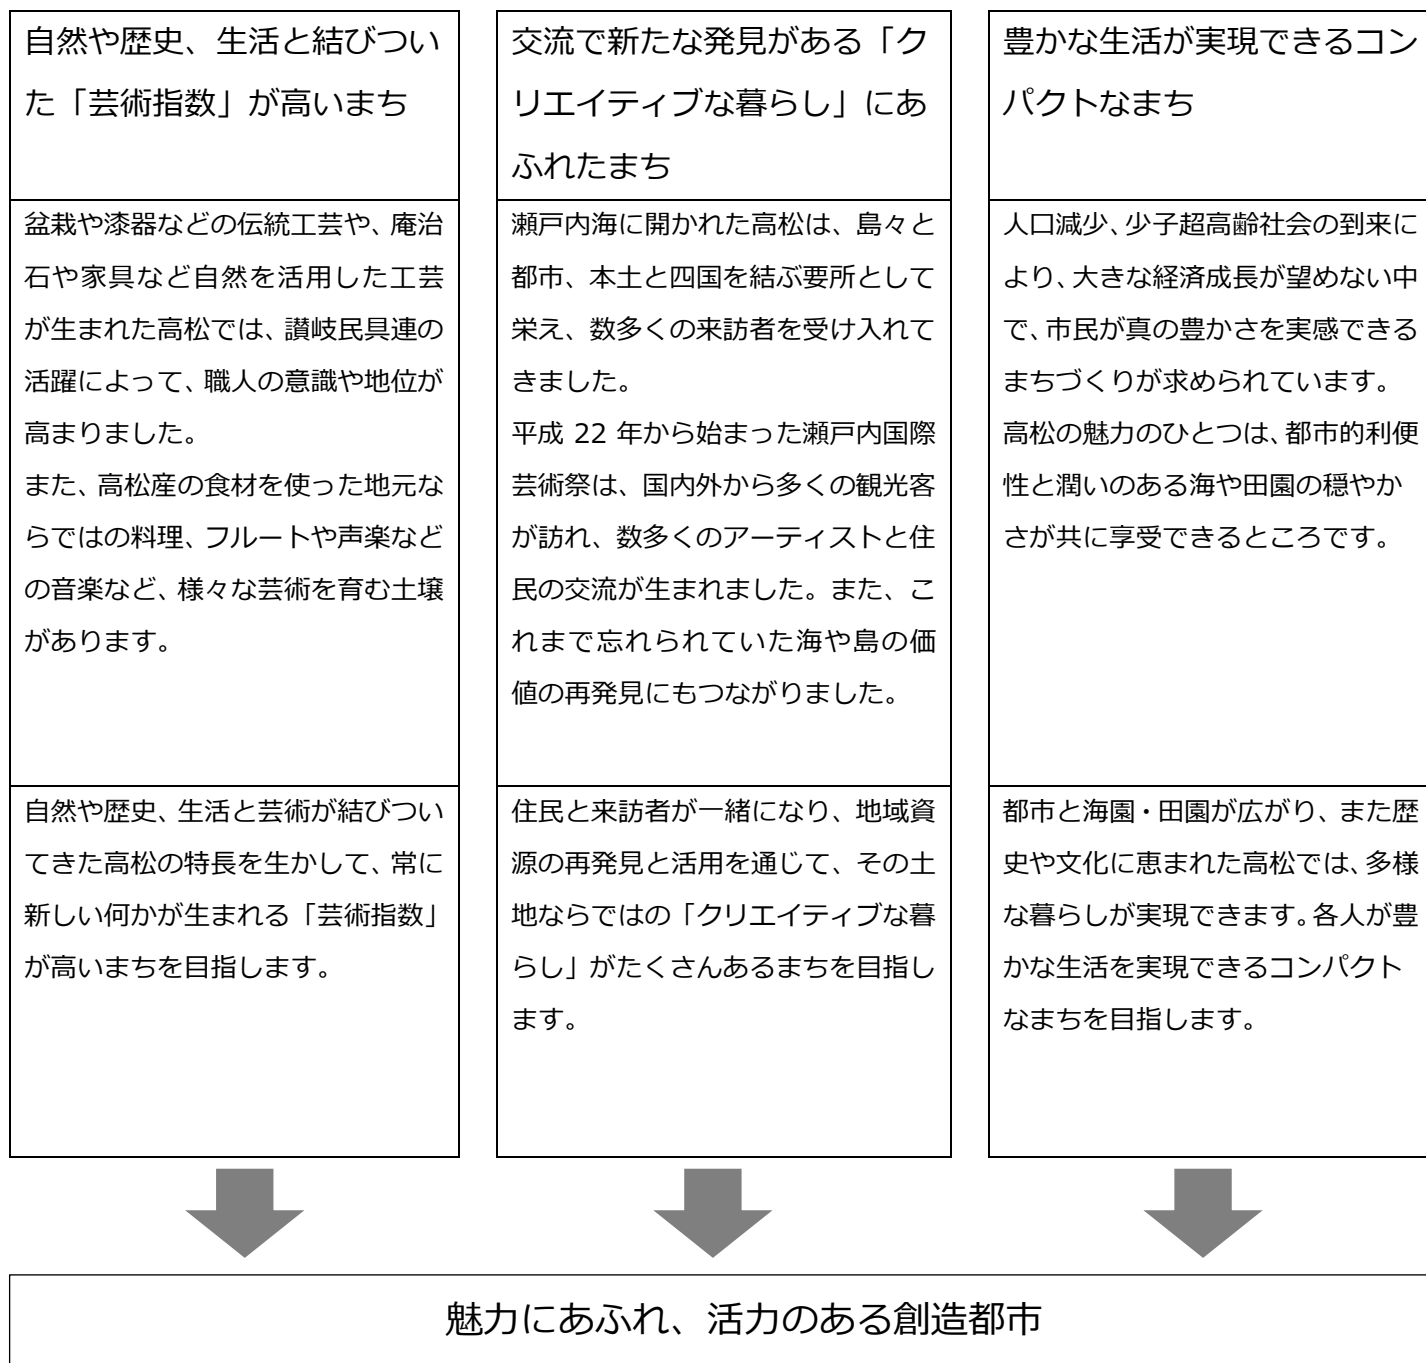 自然や歴史、生活と結びつい
た「芸術指数」が高いまち
盆栽や漆器などの伝統工芸や、庵治
石や家具など自然を活用した工芸
が生まれた高松では、讃岐民具連の
活躍によって、職人の意識や地位が
高まりました。
また、高松産の食材を使った地元な
らではの料理、フルートや声楽など
の音楽など、様々な芸術を育む土壌
があります。
自然や歴史、生活と芸術が結びつい
てきた高松の特長を生かして、常に
新しい何かが生まれる「芸術指数」
が高いまちを目指します。
交流で新たな発見がある「ク
リエイティブな暮らし」にあ
ふれたまち
瀬戸内海に開かれた高松は、島々と
都市、本土と四国を結ぶ要所として
栄え、数多くの来訪者を受け入れて
きました。
平成 22 年から始まった瀬戸内国際
芸術祭は、国内外から多くの観光客
が訪れ、数多くのアーティストと住
民の交流が生まれました。また、こ
れまで忘れられていた海や島の価
値の再発見にもつながりました。
住民と来訪者が一緒になり、地域資
源の再発見と活用を通じて、その土
地ならではの「クリエイティブな暮
らし」がたくさんあるまちを目指し
ます。
豊かな生活が実現できるコン
パクトなまち
人口減少、少子超高齢社会の到来に
より、大きな経済成長が望めない中
で、市民が真の豊かさを実感できる
まちづくりが求められています。
高松の魅力のひとつは、都市的利便
性と潤いのある海や田園の穏やか
さが共に享受できるところです。
都市と海園・田園が広がり、また歴
史や文化に恵まれた高松では、多様
な暮らしが実現できます。各人が豊
かな生活を実現できるコンパクト
なまちを目指します。
魅力にあふれ、活力のある創造都市